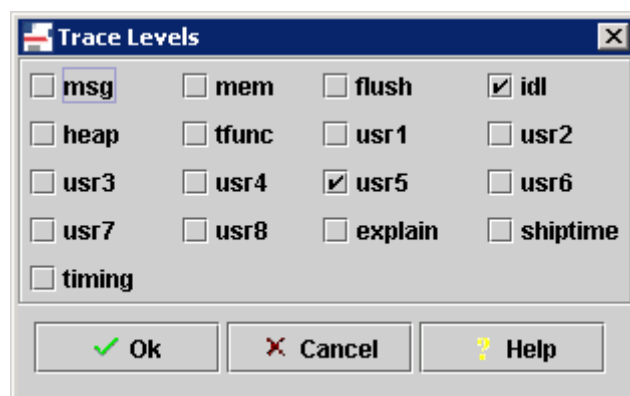 Trace Levels
msg mem flush idl
heap tfunc usr1 usr2
usr3 usr4 usr5 usr6
usr7 usr8 explain shiptime
timing
Ok Cancel Help